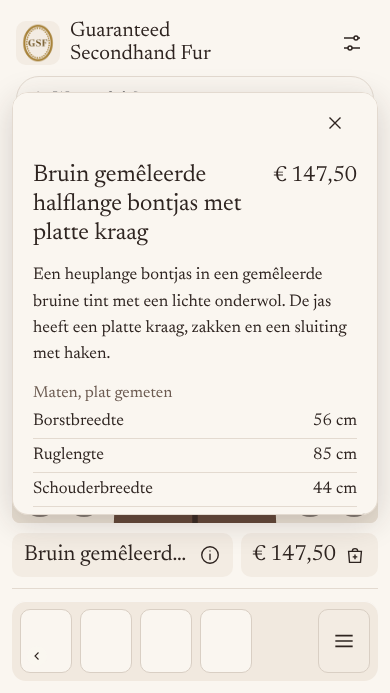 GSF
Guaranteed
Secondhand Fur
Bruin gemêleerde
halflange bontjas met
platte kraag
€ 147,50
Een heuplange bontjas in een gemêleerde
bruine tint met een lichte onderwol. De jas
heeft een platte kraag, zakken en een sluiting
met haken.
Maten, plat gemeten
Borstbreedte 56 cm
Ruglengte 85 cm
Schouderbreedte 44 cm
Bruin gemêleerd...
€ 147,50